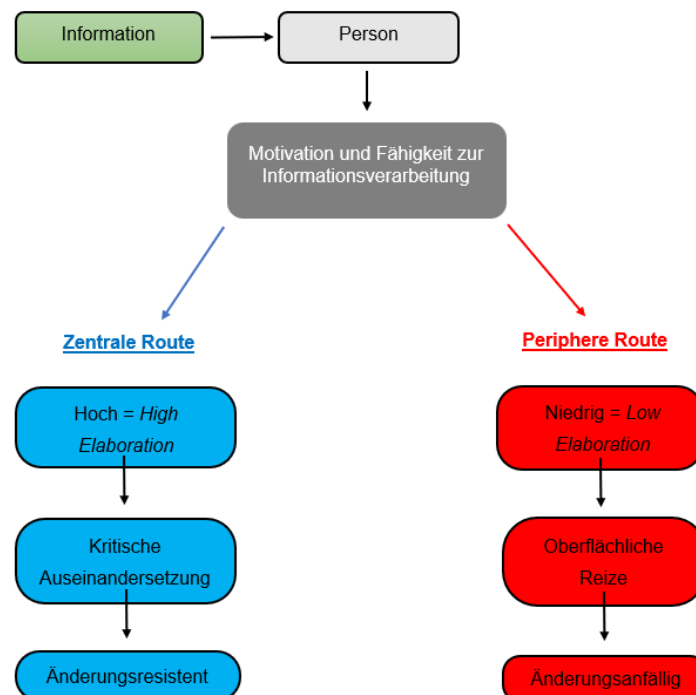 Information
Person
Motivation und Fähigkeit zur
Informationsverarbeitung
Zentrale Route
Periphere Route
Hoch = High
Elaboration
Niedrig = Low
Elaboration
Kritische
Auseinandersetzung
Oberflächliche
Reize
Änderungsresistent
Änderungsanfällig